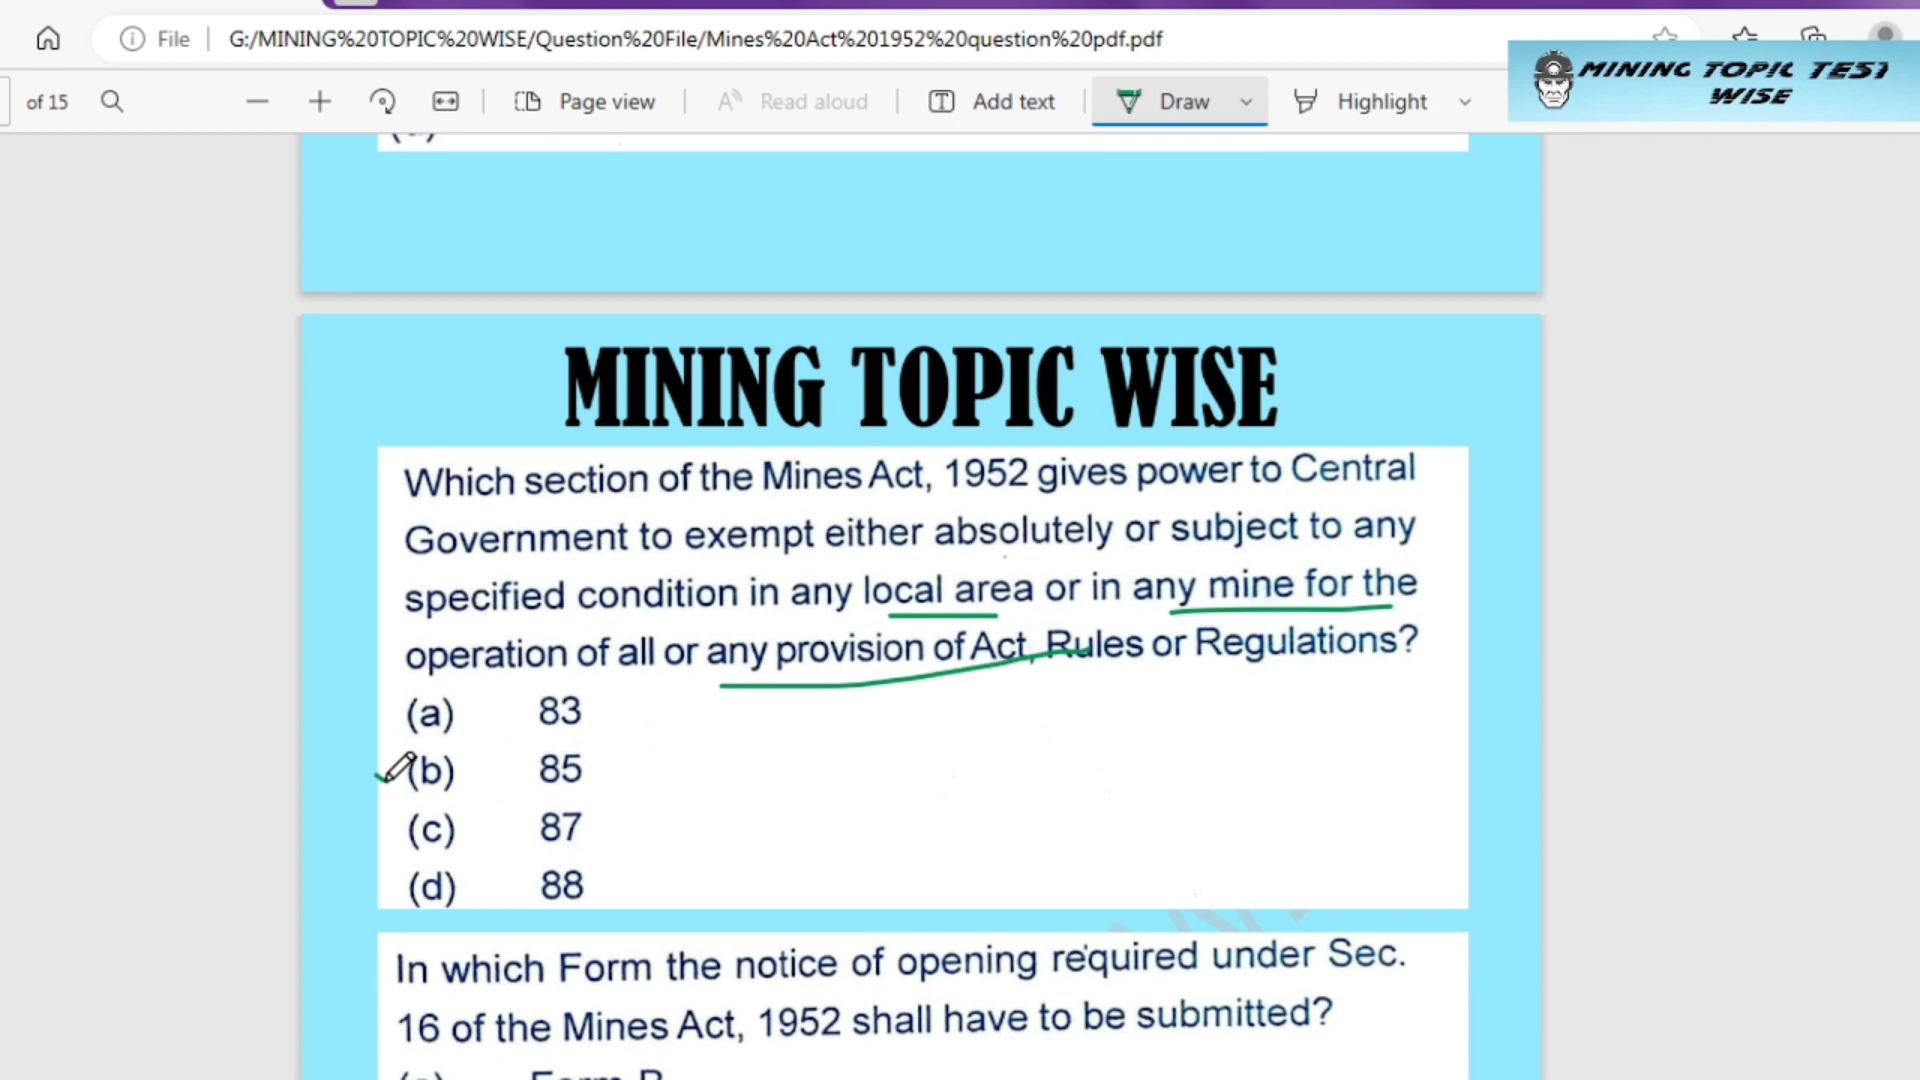 File
G:/MINING%20TOPIC%20WISE/Question%20File/Mines%20Act%201952%20question%20pdf.pdf
of 15
Page view
Read aloud
Add text
Draw
Highlight
MINING TOPIC TEST
WISE
MINING TOPIC WISE
Which section of the Mines Act, 1952 gives power to Central
Government to exempt either absolutely or subject to any
specified condition in any local area or in any mine for the
operation of all or any provision of Act, Rules or Regulations?
(a) 83
(b) 85
(c) 87
(d) 88
In which Form the notice of opening required under Sec.
16 of the Mines Act, 1952 shall have to be submitted?